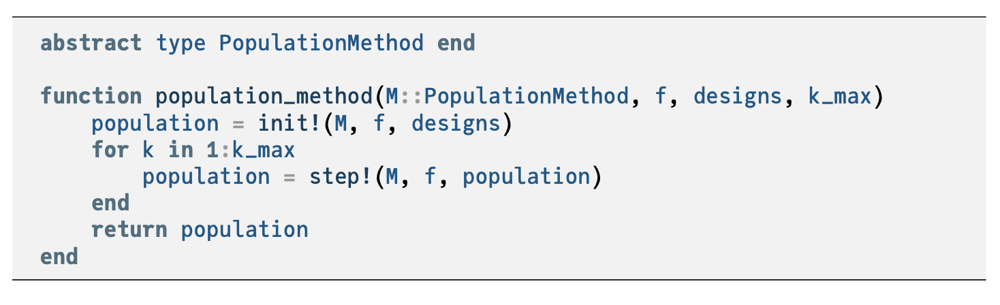 abstract type PopulationMethod end
function population_method(M::PopulationMethod, f, designs, k_max)
    population = init!(M, f, designs)
    for k in 1:k_max
        population = step!(M, f, population)
    end
    return population
end